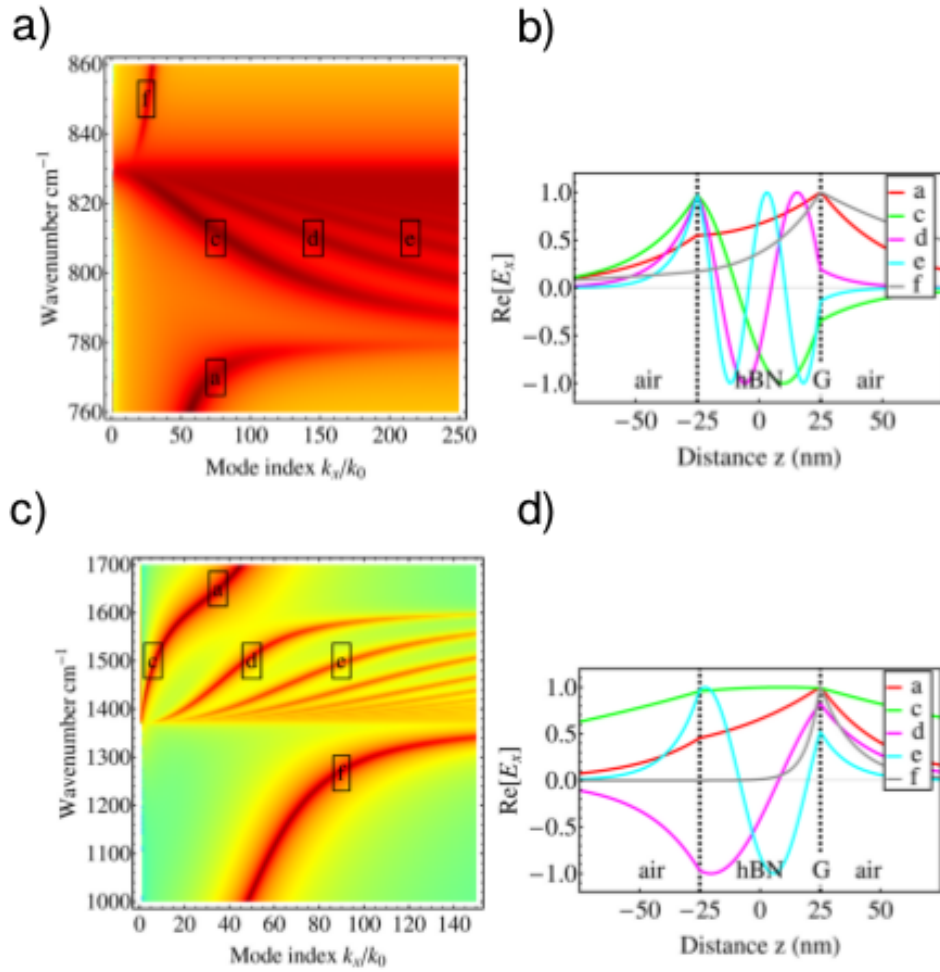 a)
860
840
820
800
780
760
Wavenumber cm⁻¹
f
c
d
e
a
0 50 100 150 200 250
Mode index kₓ/k₀
b)
1.0
0.5
0.0
−0.5
−1.0
Re[Eₓ]
a
c
d
e
f
air hBN G air
−50 −25 0 25 50
Distance z (nm)
c)
1700
1600
1500
1400
1300
1200
1100
1000
Wavenumber cm⁻¹
a
c
d
e
f
0 20 40 60 80 100 120 140
Mode index kₓ/k₀
d)
1.0
0.5
0.0
−0.5
−1.0
Re[Eₓ]
a
c
d
e
f
air hBN G air
−50 −25 0 25 50
Distance z (nm)